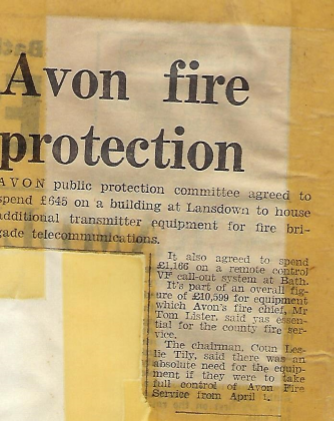 Avon fire
protection
AVON public protection committee agreed to
spend £645 on a building at Lansdown to house
additional transmitter equipment for fire bri-
gade telecommunications.
It also agreed to spend
£1,166 on a remote control
VF call-out system at Bath.
It's part of an overall fig-
ure of £10,599 for equipment
which Avon's fire chief, Mr
Tom Lister, said yas essen-
tial for the county fire ser-
vice.
The chairman, Coun Les-
lie Tily, said there was an
absolute need for the equip-
ment if they were to take
full control of Avon Fire
Service from April 1.